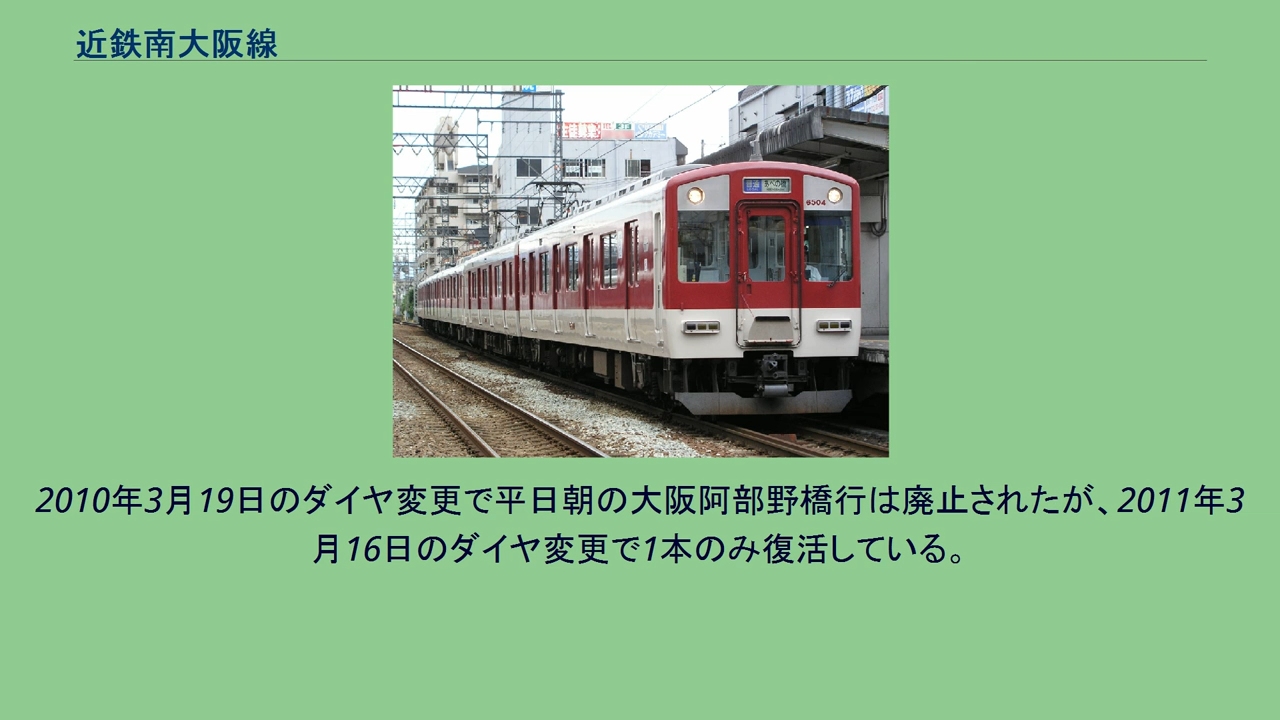 近鉄南大阪線
6504
2010年3月19日のダイヤ変更で平日朝の大阪阿部野橋行は廃止されたが、2011年3
月16日のダイヤ変更で1本のみ復活している。